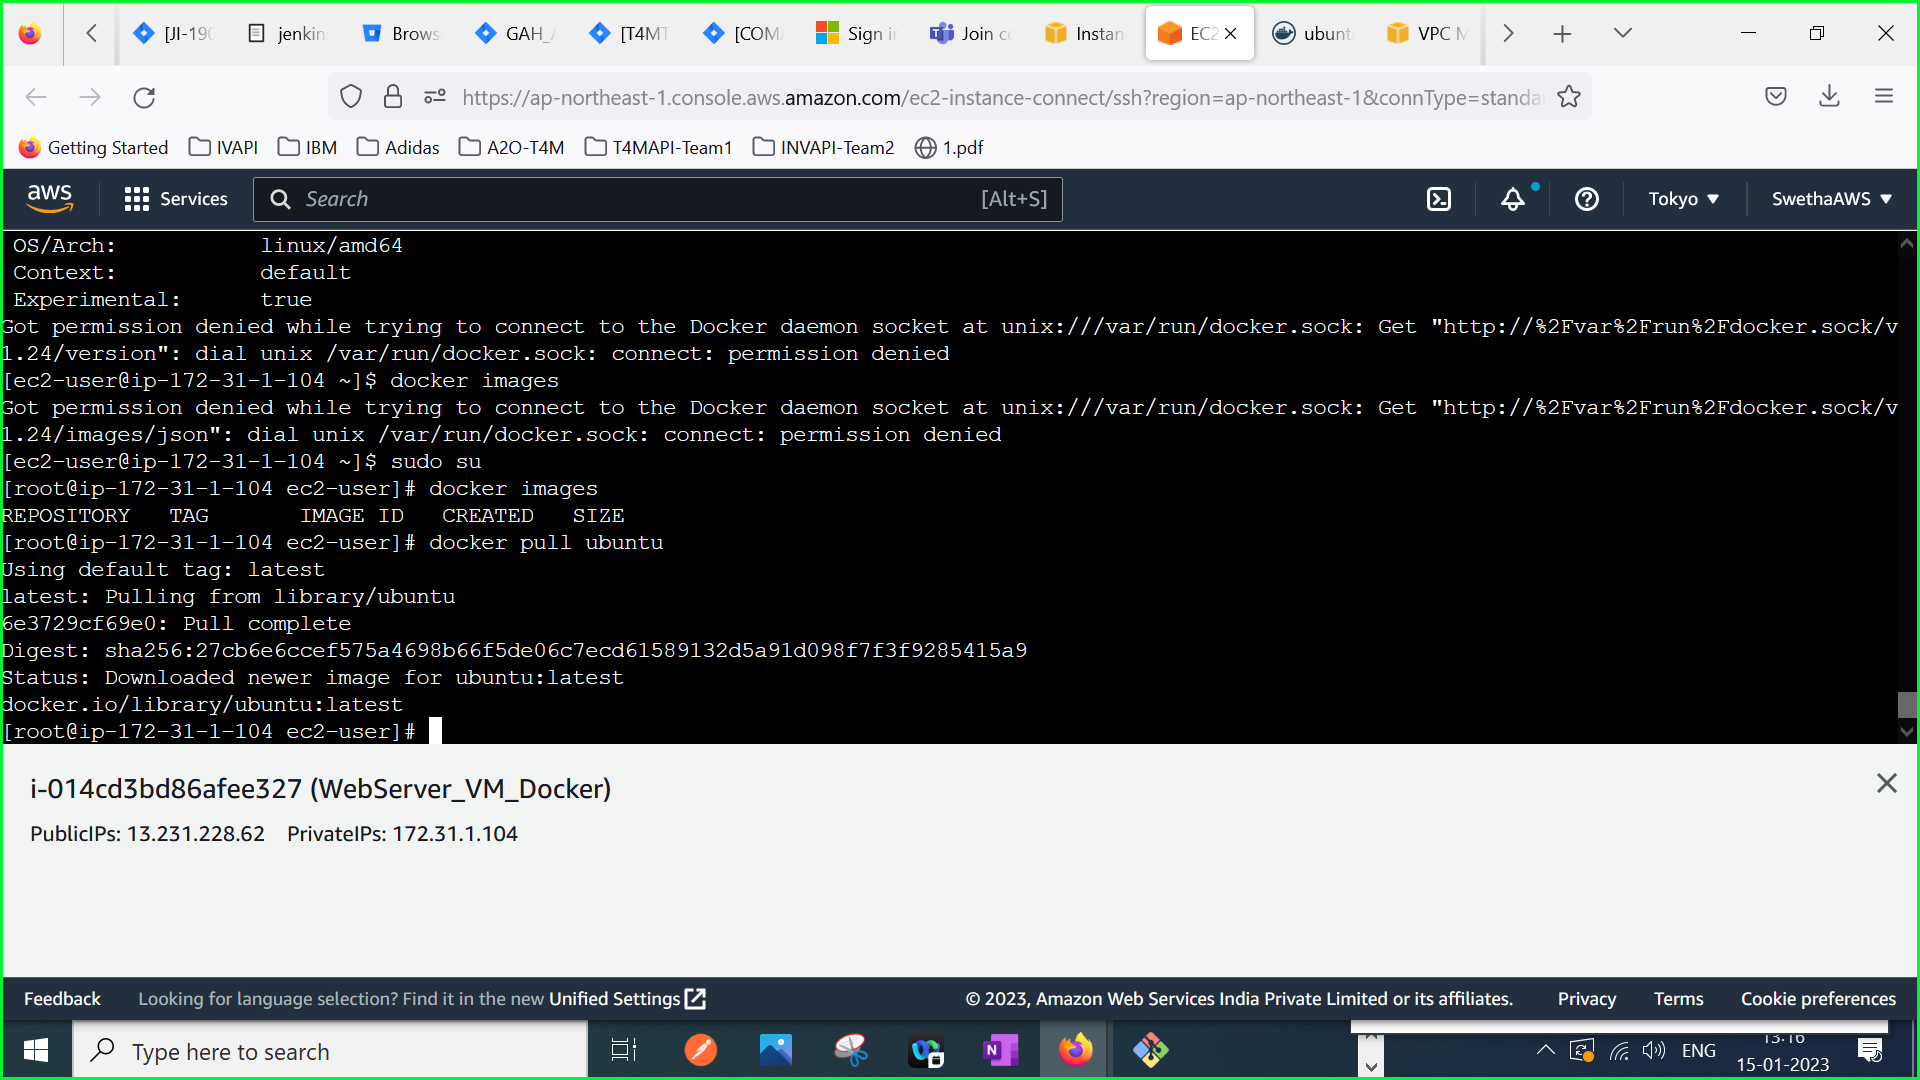 [JI-190
jenkin
Brows
GAH_A
[T4MT
[COMA
Sign in
Join co
Instan
EC2
ubunt
VPC M
https://ap-northeast-1.console.aws.amazon.com/ec2-instance-connect/ssh?region=ap-northeast-1&connType=standa
Getting Started
IVAPI
IBM
Adidas
A2O-T4M
T4MAPI-Team1
INVAPI-Team2
1.pdf
aws
Services
Search
[Alt+S]
Tokyo
SwethaAWS
OS/Arch: linux/amd64
Context: default
Experimental: true
Got permission denied while trying to connect to the Docker daemon socket at unix:///var/run/docker.sock: Get "http://%2Fvar%2Frun%2Fdocker.sock/v
1.24/version": dial unix /var/run/docker.sock: connect: permission denied
[ec2-user@ip-172-31-1-104 ~]$ docker images
Got permission denied while trying to connect to the Docker daemon socket at unix:///var/run/docker.sock: Get "http://%2Fvar%2Frun%2Fdocker.sock/v
1.24/images/json": dial unix /var/run/docker.sock: connect: permission denied
[ec2-user@ip-172-31-1-104 ~]$ sudo su
[root@ip-172-31-1-104 ec2-user]# docker images
REPOSITORY TAG IMAGE ID CREATED SIZE
[root@ip-172-31-1-104 ec2-user]# docker pull ubuntu
Using default tag: latest
latest: Pulling from library/ubuntu
6e3729cf69e0: Pull complete
Digest: sha256:27cb6e6ccef575a4698b66f5de06c7ecd61589132d5a91d098f7f3f9285415a9
Status: Downloaded newer image for ubuntu:latest
docker.io/library/ubuntu:latest
[root@ip-172-31-1-104 ec2-user]#
i-014cd3bd86afee327 (WebServer_VM_Docker)
PublicIPs: 13.231.228.62 PrivateIPs: 172.31.1.104
Feedback
Looking for language selection? Find it in the new Unified Settings
© 2023, Amazon Web Services India Private Limited or its affiliates.
Privacy
Terms
Cookie preferences
Type here to search
N
ENG
13:16
15-01-2023